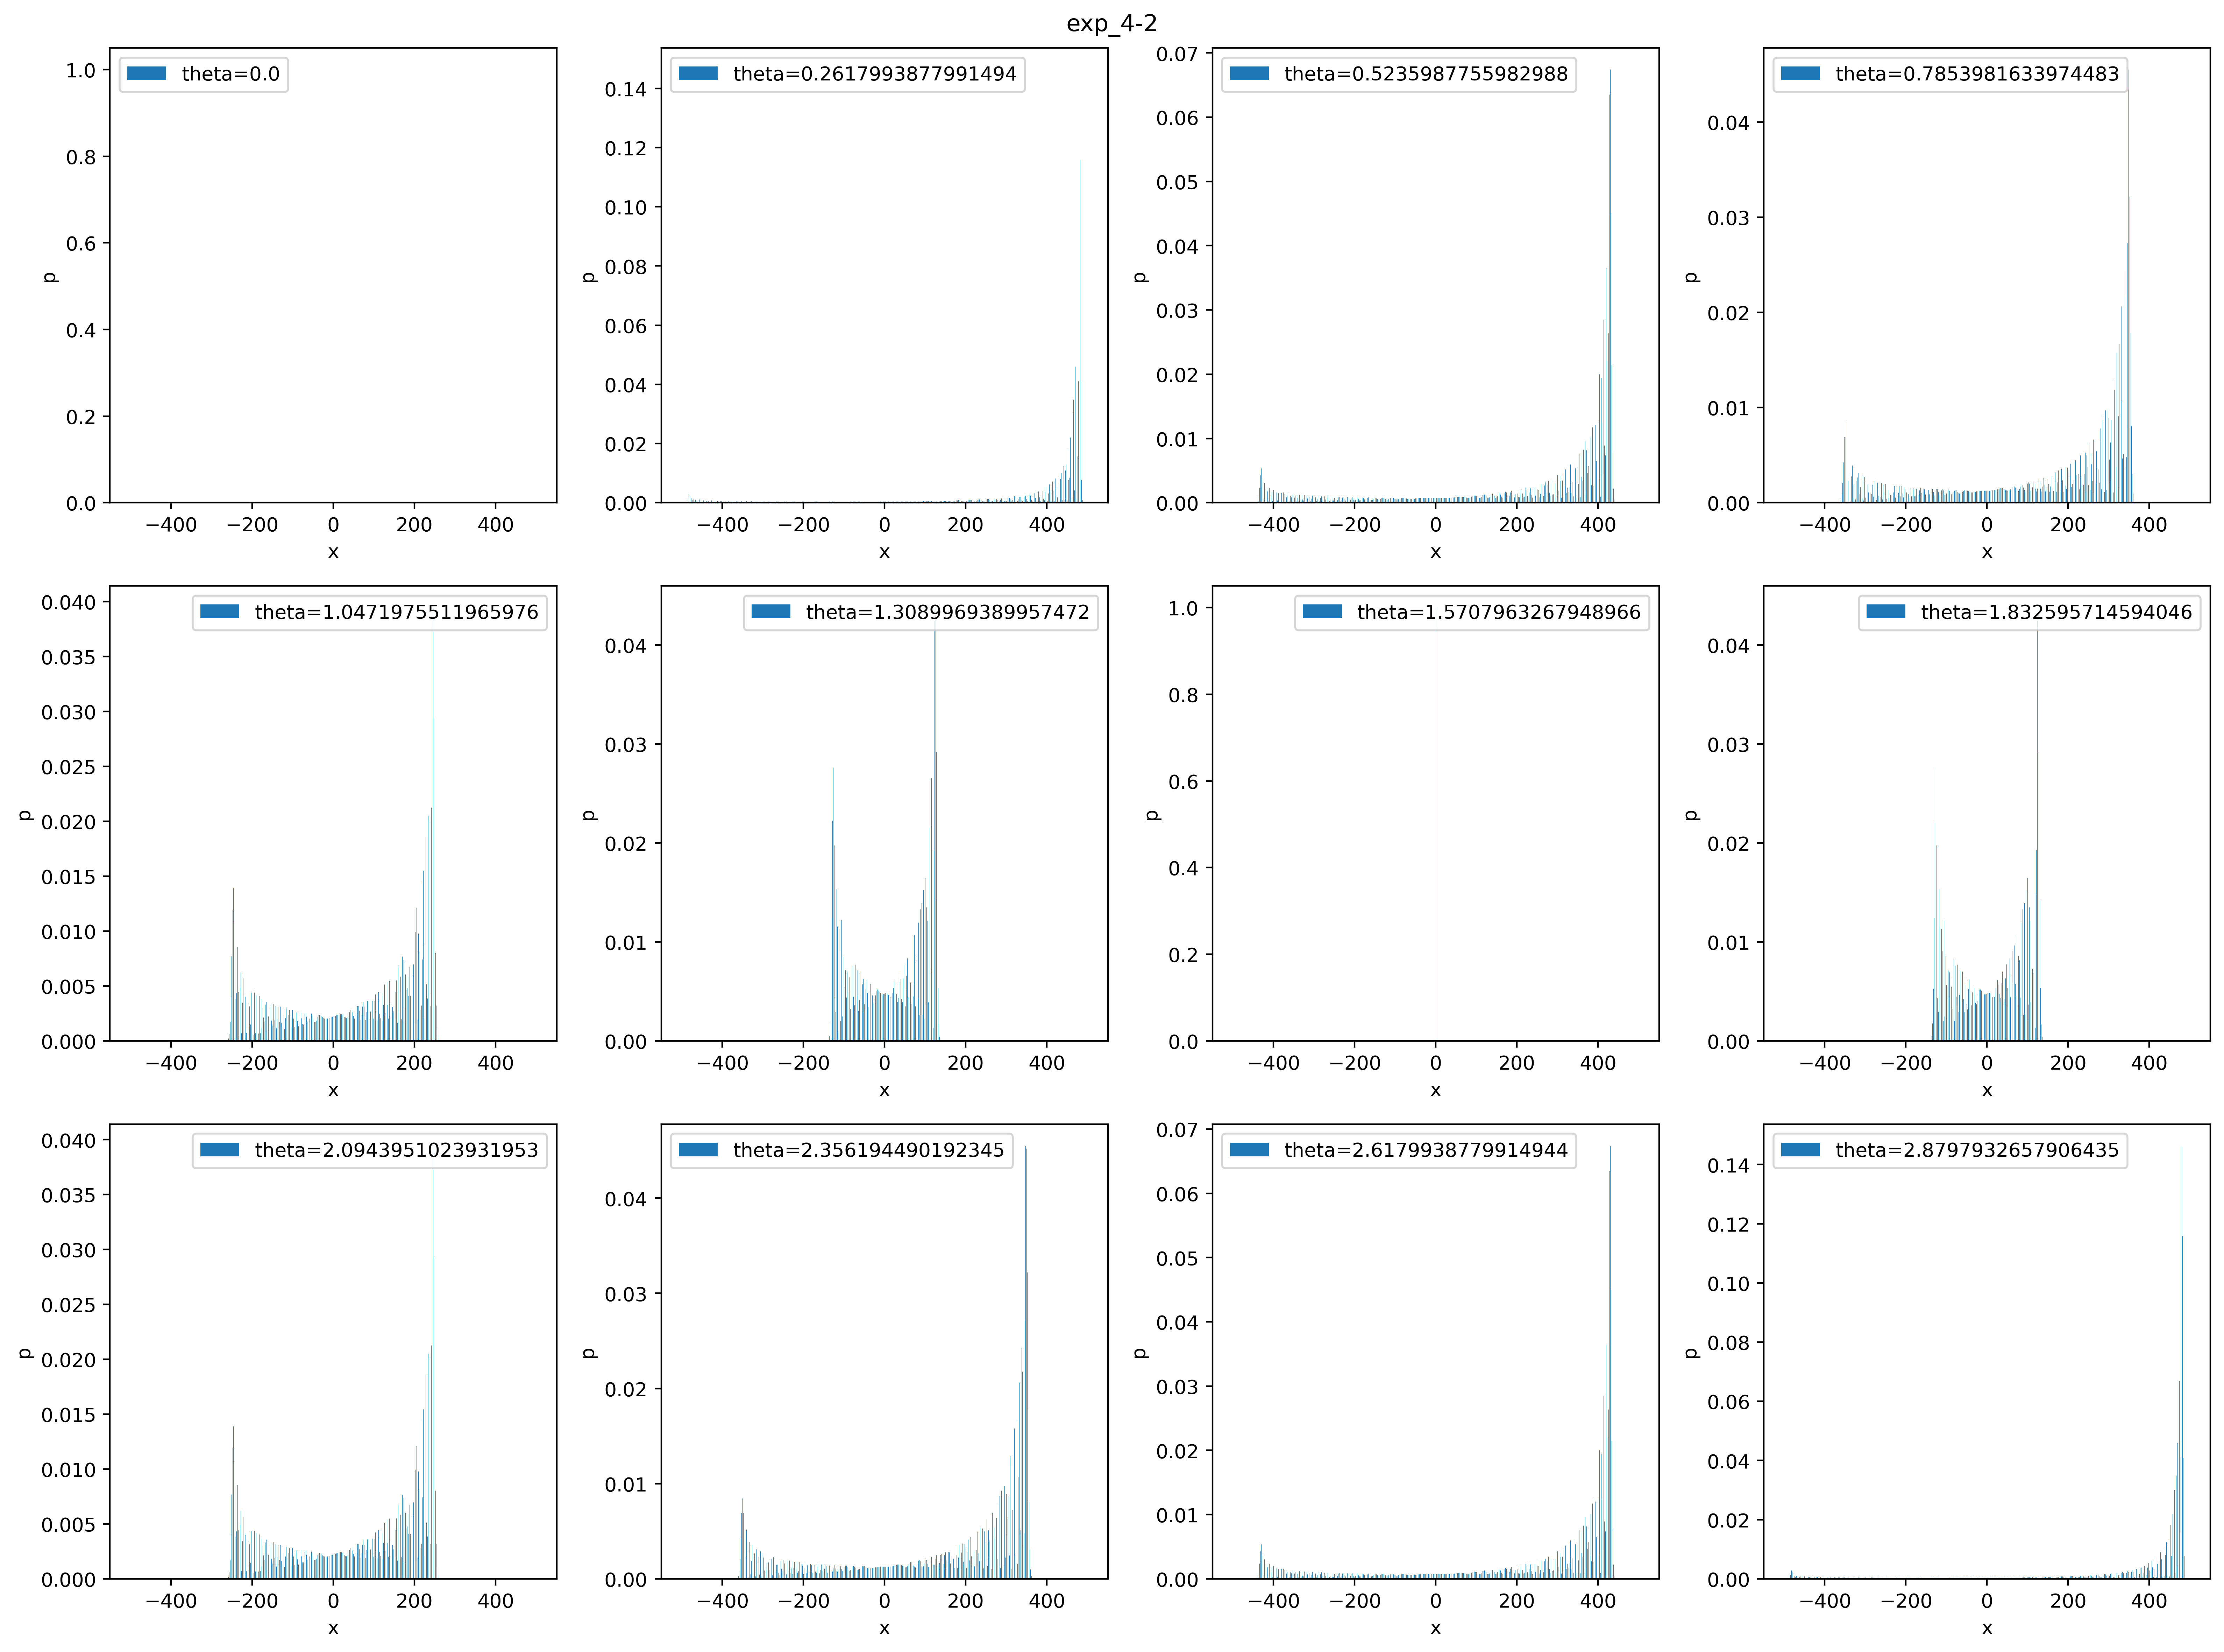 exp_4-2
theta=0.0
1.0
0.8
0.6
0.4
0.2
0.0
p
−400 −200 0 200 400
x
theta=0.2617993877991494
0.14
0.12
0.10
0.08
0.06
0.04
0.02
0.00
p
−400 −200 0 200 400
x
theta=0.5235987755982988
0.07
0.06
0.05
0.04
0.03
0.02
0.01
0.00
p
−400 −200 0 200 400
x
theta=0.7853981633974483
0.04
0.03
0.02
0.01
0.00
p
−400 −200 0 200 400
x
theta=1.0471975511965976
0.040
0.035
0.030
0.025
0.020
0.015
0.010
0.005
0.000
p
−400 −200 0 200 400
x
theta=1.3089969389957472
0.04
0.03
0.02
0.01
0.00
p
−400 −200 0 200 400
x
theta=1.5707963267948966
1.0
0.8
0.6
0.4
0.2
0.0
p
−400 −200 0 200 400
x
theta=1.832595714594046
0.04
0.03
0.02
0.01
0.00
p
−400 −200 0 200 400
x
theta=2.0943951023931953
0.040
0.035
0.030
0.025
0.020
0.015
0.010
0.005
0.000
p
−400 −200 0 200 400
x
theta=2.356194490192345
0.04
0.03
0.02
0.01
0.00
p
−400 −200 0 200 400
x
theta=2.6179938779914944
0.07
0.06
0.05
0.04
0.03
0.02
0.01
0.00
p
−400 −200 0 200 400
x
theta=2.8797932657906435
0.14
0.12
0.10
0.08
0.06
0.04
0.02
0.00
p
−400 −200 0 200 400
x